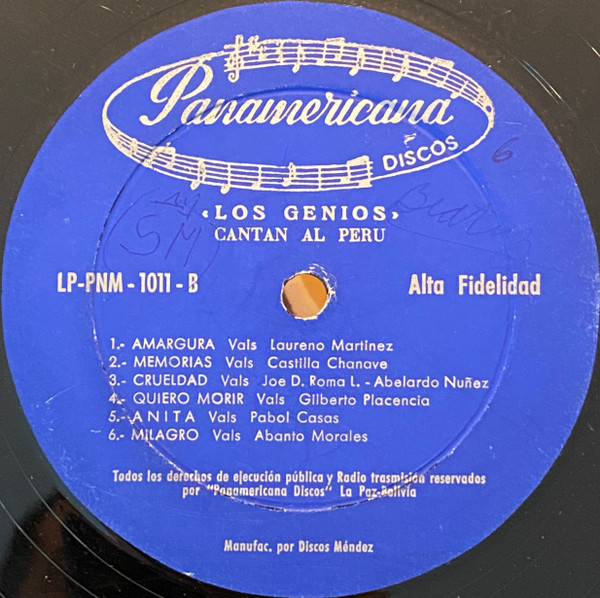 Panamericana
DISCOS
6
«LOS GENIOS»
(SM)
CANTAN AL PERU
LP-PNM - 1011 - B
Alta Fidelidad
1.- AMARGURA Vals Laureno Martinez
2.- MEMORIAS Vals Castilla Chanave
3.- CRUELDAD Vals Joe D. Roma L. - Abelardo Nuñez
4.- QUIERO MORIR Vals Gilberto Placencia
5.- ANITA Vals Pabol Casas
6.- MILAGRO Vals Abanto Morales
Todos los derechos de ejecución pública y Radio trasmisión reservados
por "Panamericana Discos" La Paz-Bolivia
Manufac. por Discos Méndez